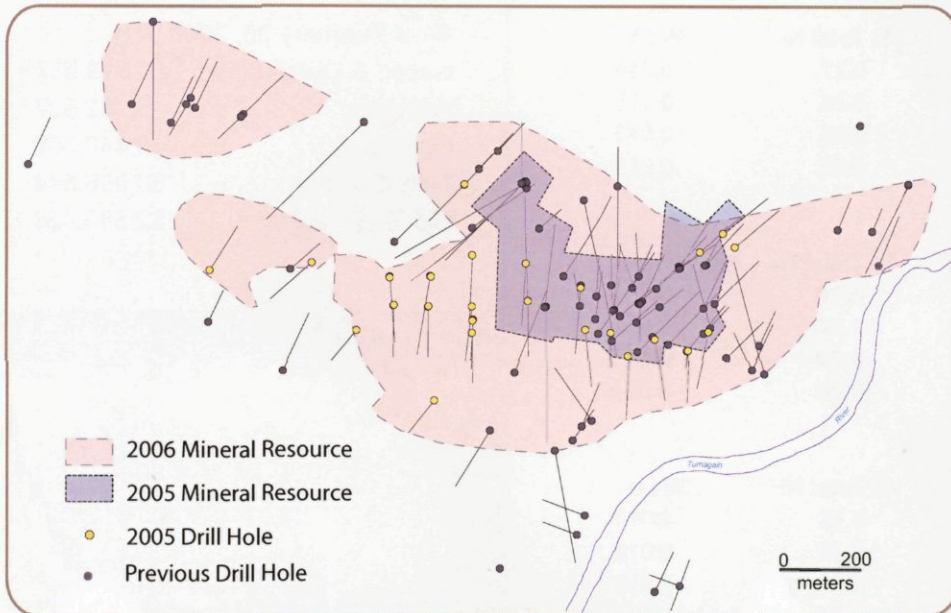 2006 Mineral Resource
2005 Mineral Resource
2005 Drill Hole
Previous Drill Hole
Turnagain
River
0 200
meters